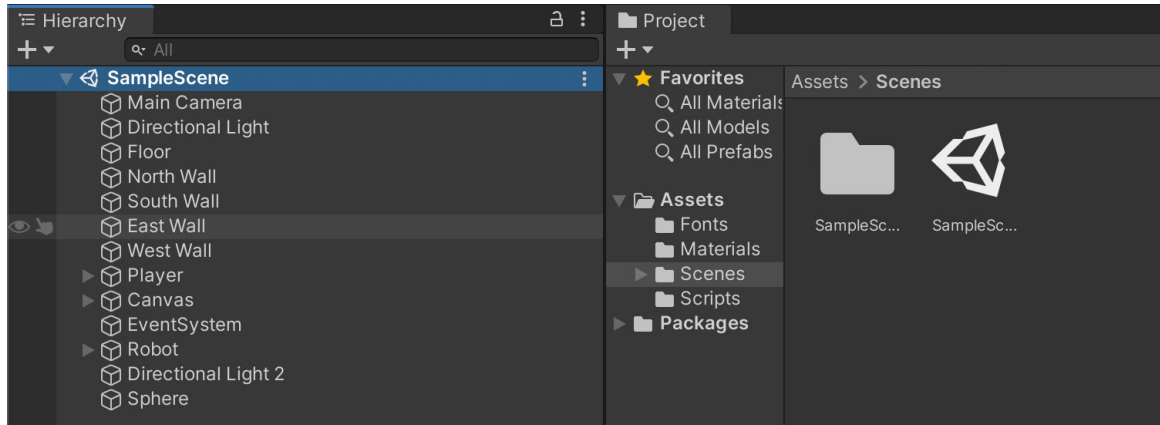 Hierarchy
All
SampleScene
Main Camera
Directional Light
Floor
North Wall
South Wall
East Wall
West Wall
Player
Canvas
EventSystem
Robot
Directional Light 2
Sphere
Project
Favorites
All Materials
All Models
All Prefabs
Assets
Fonts
Materials
Scenes
Scripts
Packages
Assets > Scenes
SampleSc...
SampleSc...